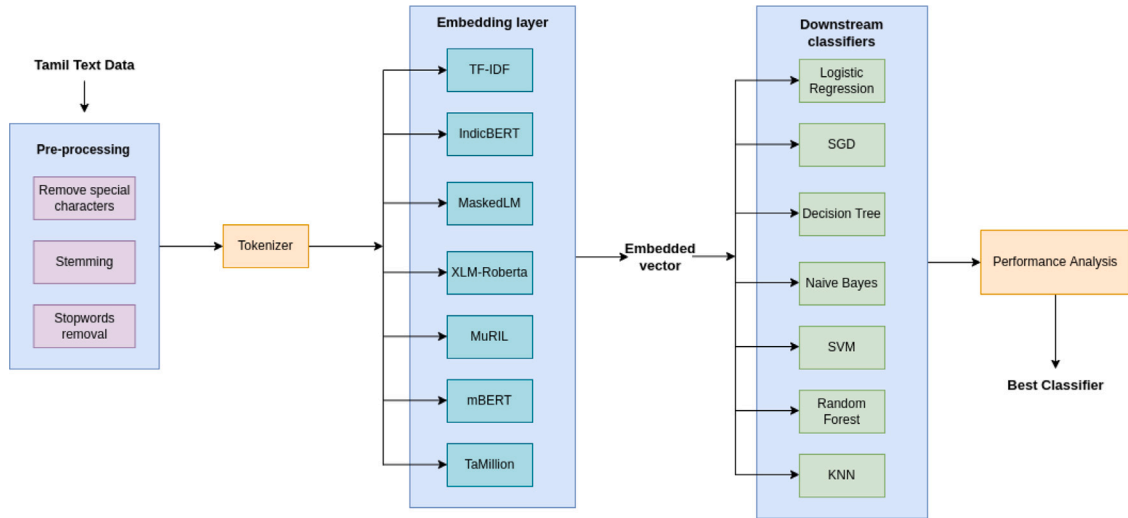 Tamil Text Data
Pre-processing
Remove special
characters
Stemming
Stopwords
removal
Tokenizer
Embedding layer
TF-IDF
IndicBERT
MaskedLM
XLM-Roberta
MuRIL
mBERT
TaMillion
Embedded
vector
Downstream
classifiers
Logistic
Regression
SGD
Decision Tree
Naive Bayes
SVM
Random
Forest
KNN
Performance Analysis
Best Classifier